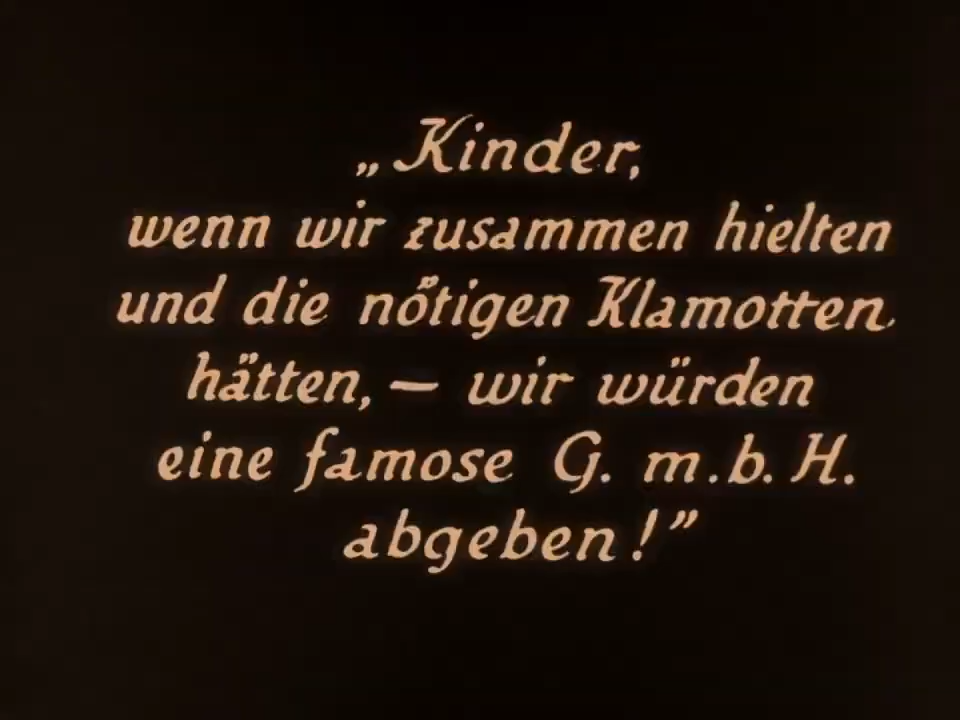 „Kinder,
wenn wir zusammen hielten
und die nötigen Klamotten
hätten, — wir würden
eine famose G. m. b. H.
abgeben!”